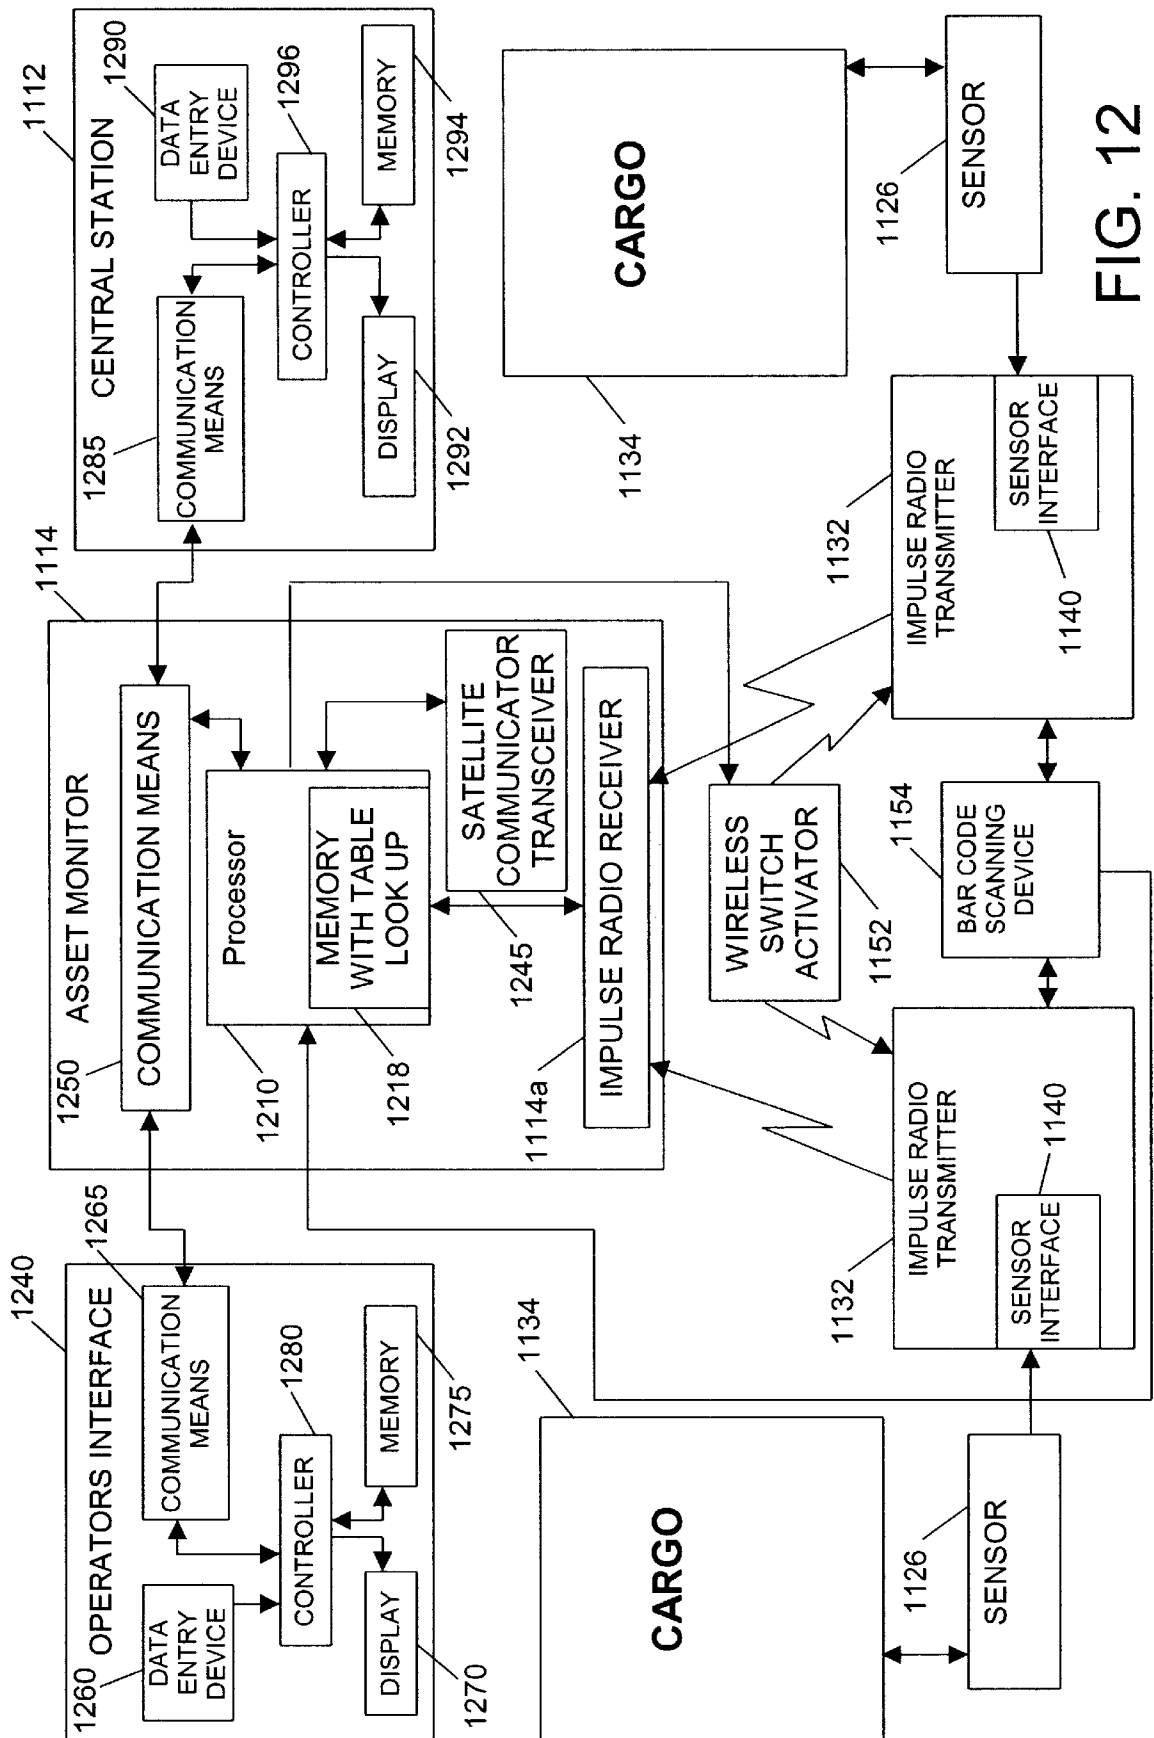 OPERATORS INTERFACE
1240
1265
COMMUNICATION
MEANS
1260
DATA
ENTRY
DEVICE
CONTROLLER
1280
DISPLAY
1270
MEMORY
1275
ASSET MONITOR
1114
1250
COMMUNICATION MEANS
1210
Processor
MEMORY
WITH TABLE
LOOK UP
1218
SATELLITE
COMMUNICATOR
TRANSCEIVER
1245
IMPULSE RADIO RECEIVER
1114a
CENTRAL STATION
1112
1285
COMMUNICATION
MEANS
DATA
ENTRY
DEVICE
1290
CONTROLLER
1296
DISPLAY
1292
MEMORY
1294
CARGO
1134
WIRELESS
SWITCH
ACTIVATOR
1152
CARGO
1134
SENSOR
1126
IMPULSE RADIO
TRANSMITTER
1132
SENSOR
INTERFACE
1140
BAR CODE
SCANNING
DEVICE
1154
IMPULSE RADIO
TRANSMITTER
1132
SENSOR
INTERFACE
1140
SENSOR
1126
FIG. 12